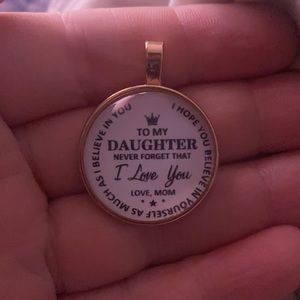 I HOPE YOU BELIEVE IN YOURSELF AS MUCH AS I BELIEVE IN YOU
TO MY
DAUGHTER
NEVER FORGET THAT
I Love You
LOVE, MOM